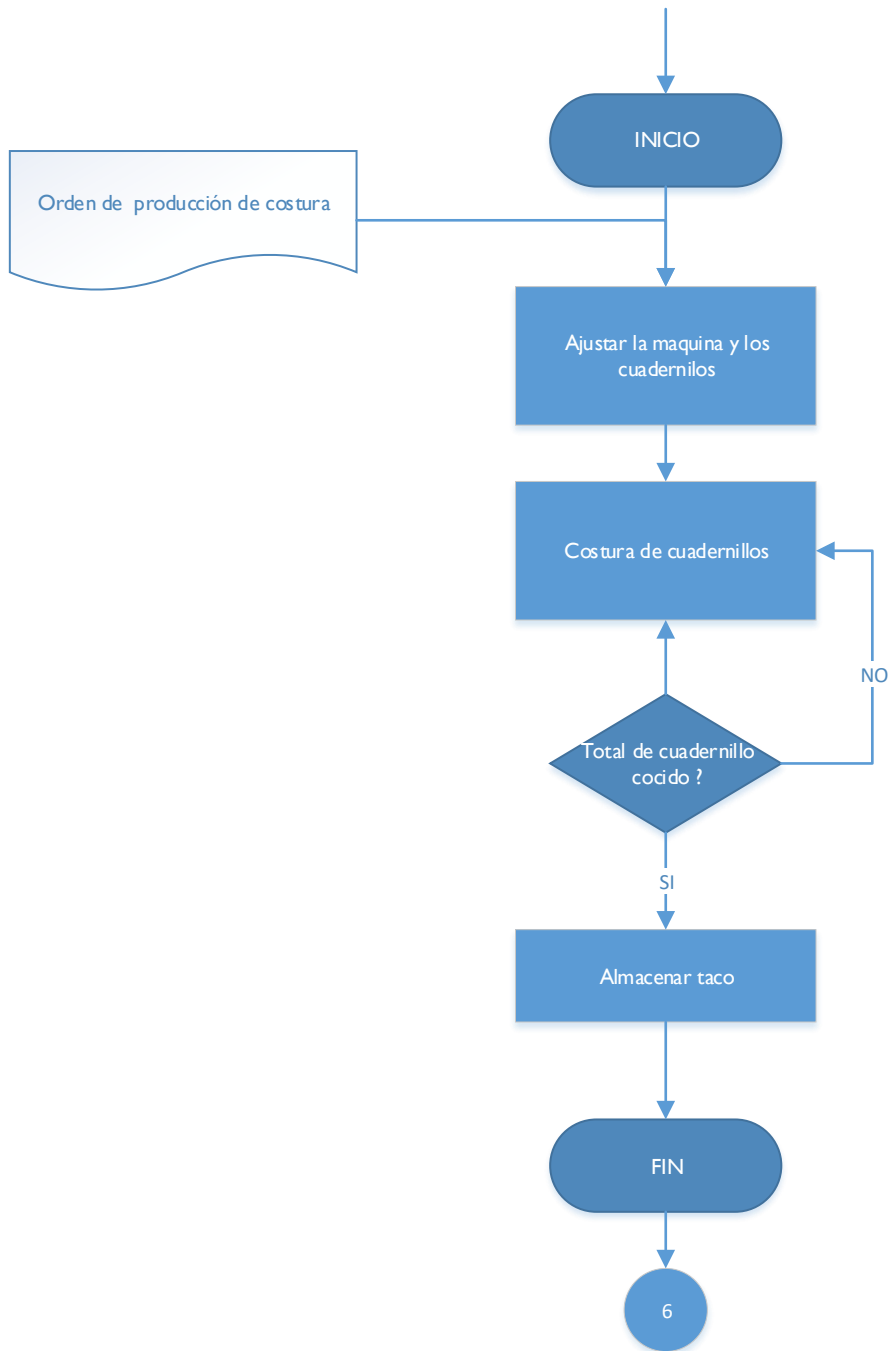 INICIO
Orden de producción de costura
Ajustar la maquina y los
cuadernilos
Costura de cuadernillos
NO
Total de cuadernillo
cocido ?
SI
Almacenar taco
FIN
6